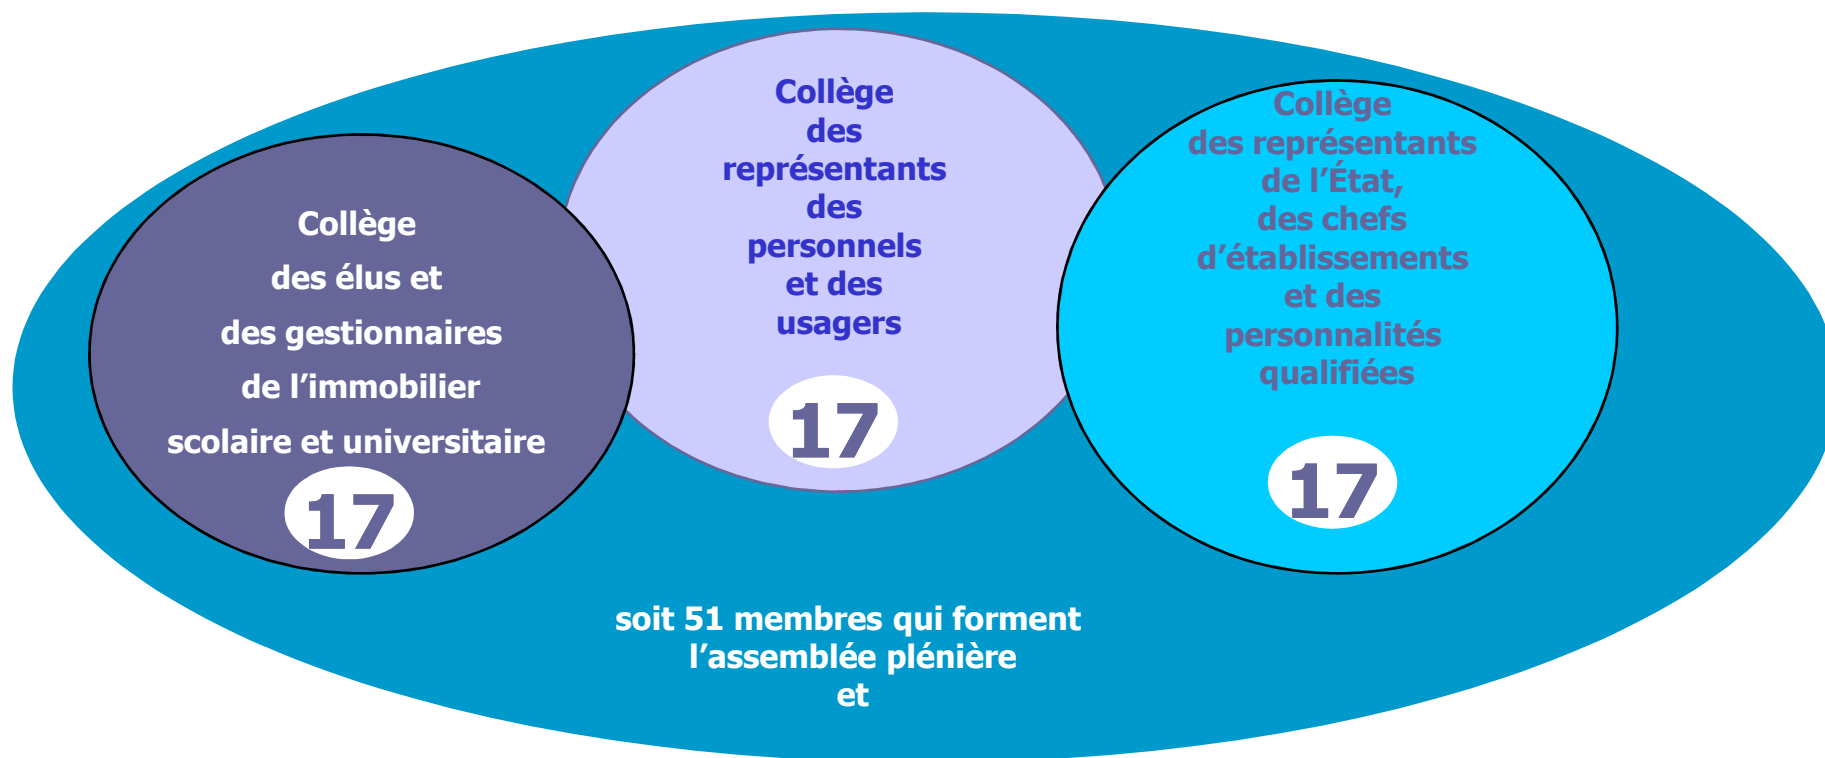 Collège
des élus et
des gestionnaires
de l’immobilier
scolaire et universitaire
17
Collège
des
représentants
des
personnels
et des
usagers
17
Collège
des représentants
de l’État,
des chefs
d’établissements
et des
personnalités
qualifiées
17
soit 51 membres qui forment
l’assemblée plénière
et